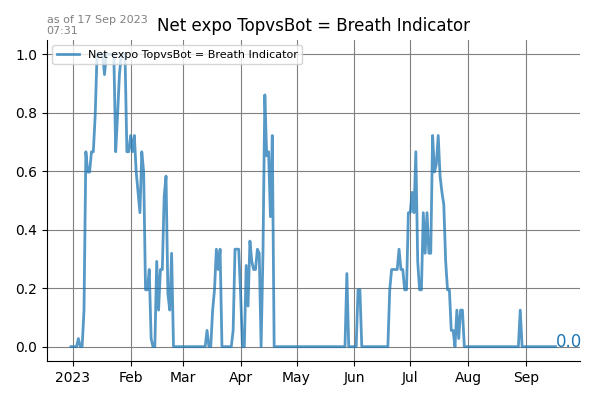 as of 17 Sep 2023
07:31
Net expo TopvsBot = Breath Indicator
Net expo TopvsBot = Breath Indicator
1.0
0.8
0.6
0.4
0.2
0.0
0.0
2023 Feb Mar Apr May Jun Jul Aug Sep